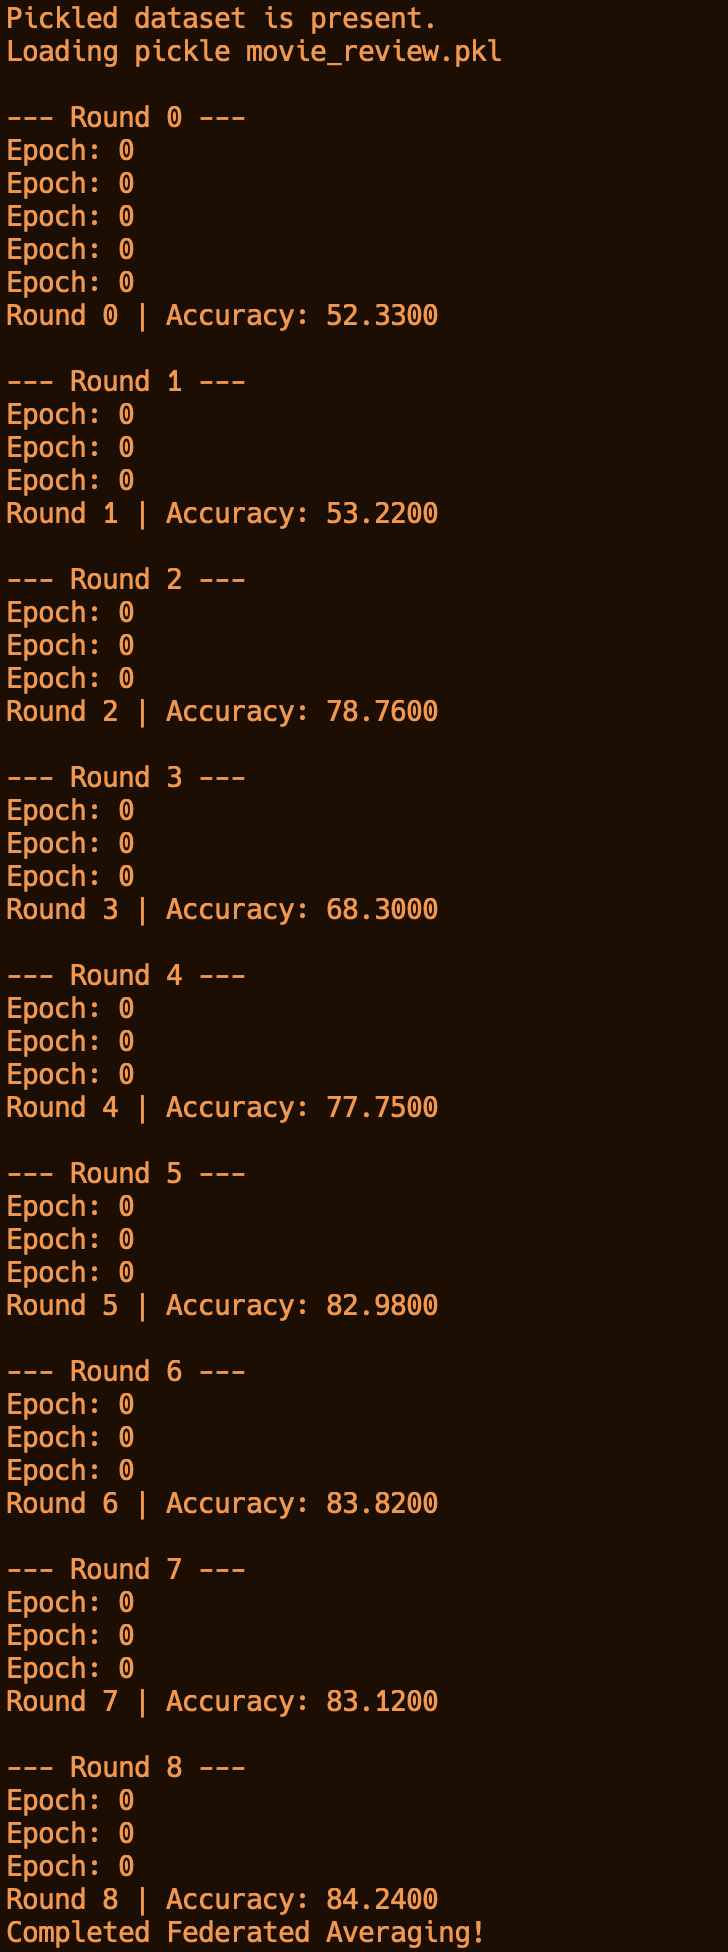 Pickled dataset is present.
Loading pickle movie_review.pkl
--- Round 0 ---
Epoch: 0
Epoch: 0
Epoch: 0
Epoch: 0
Epoch: 0
Round 0 | Accuracy: 52.3300
--- Round 1 ---
Epoch: 0
Epoch: 0
Epoch: 0
Round 1 | Accuracy: 53.2200
--- Round 2 ---
Epoch: 0
Epoch: 0
Epoch: 0
Round 2 | Accuracy: 78.7600
--- Round 3 ---
Epoch: 0
Epoch: 0
Epoch: 0
Round 3 | Accuracy: 68.3000
--- Round 4 ---
Epoch: 0
Epoch: 0
Epoch: 0
Round 4 | Accuracy: 77.7500
--- Round 5 ---
Epoch: 0
Epoch: 0
Epoch: 0
Round 5 | Accuracy: 82.9800
--- Round 6 ---
Epoch: 0
Epoch: 0
Epoch: 0
Round 6 | Accuracy: 83.8200
--- Round 7 ---
Epoch: 0
Epoch: 0
Epoch: 0
Round 7 | Accuracy: 83.1200
--- Round 8 ---
Epoch: 0
Epoch: 0
Epoch: 0
Round 8 | Accuracy: 84.2400
Completed Federated Averaging!